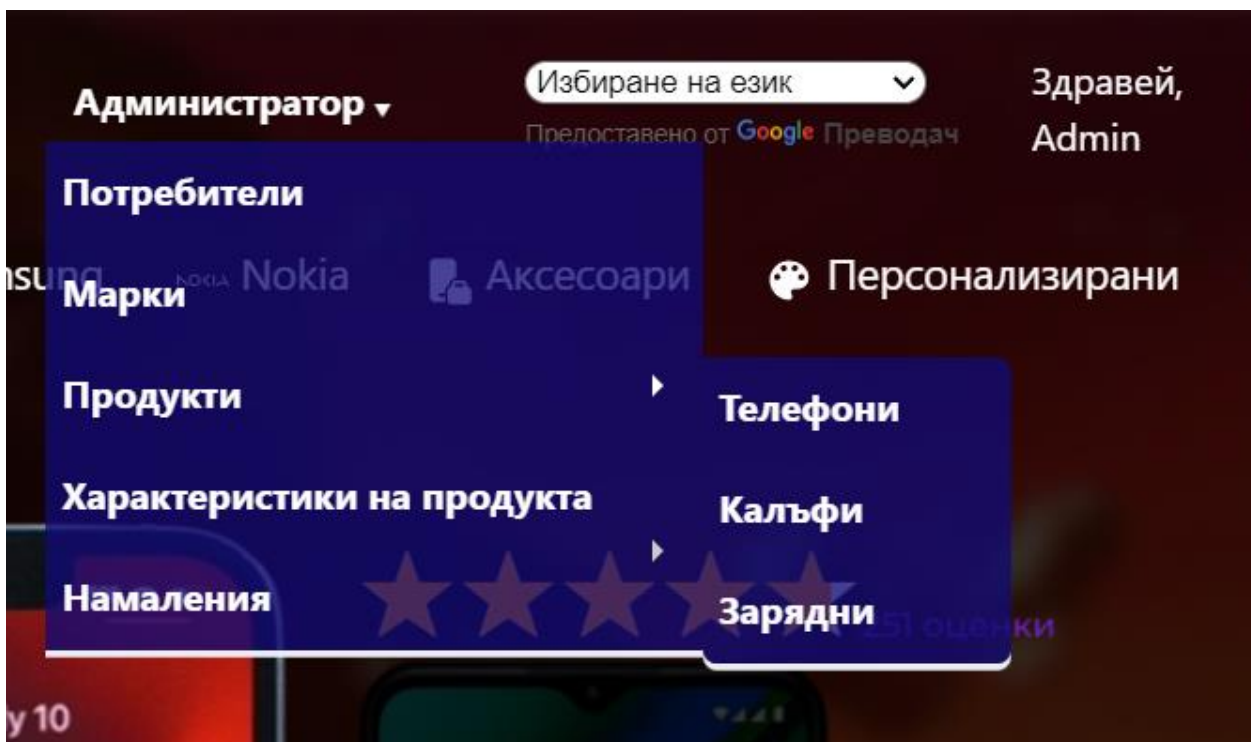 Администратор
Избиране на език
Здравей,
Admin
Предоставено от Google Преводач
Потребители
Nokia
Аксесоари
Персонализирани
Марки
Продукти
Телефони
Характеристики на продукта
Калъфи
Намаления
Зарядни
оценки
y 10